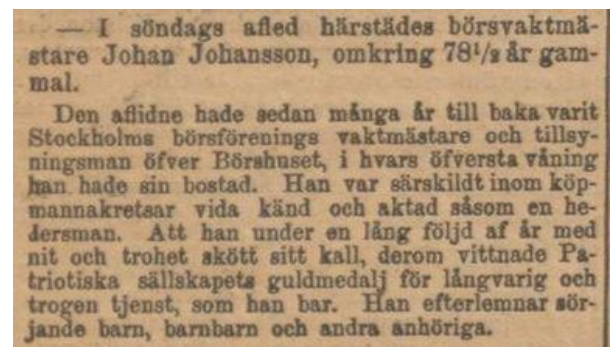 — I söndags afled härstädes börsvaktmä-
stare Johan Johansson, omkring 78¹/₂ år gam-
mal.
Den aflidne hade sedan många år till baka varit
Stockholms börsförenings vaktmästare och tillsy-
ningsman öfver Börshuset, i hvars öfversta våning
han hade sin bostad. Han var särskildt inom köp-
mannakretsar vida känd och aktad såsom en he-
dersman. Att han under en lång följd af år med
nit och trohet skött sitt kall, derom vittnade Pa-
triotiska sällskapets guldmedalj för långvarig och
trogen tjenst, som han bar. Han efterlemnar sör-
jande barn, barnbarn och andra anhöriga.